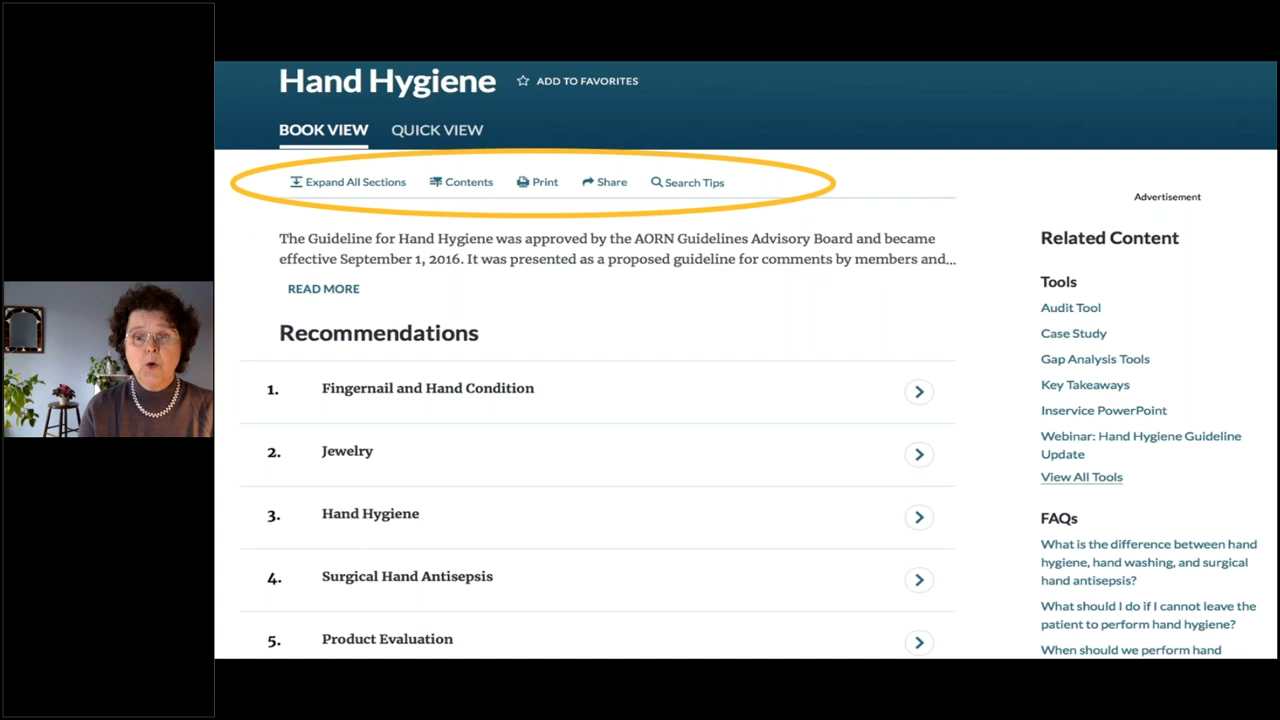 Hand Hygiene
ADD TO FAVORITES
BOOK VIEW QUICK VIEW
Expand All Sections Contents Print Share Search Tips
The Guideline for Hand Hygiene was approved by the AORN Guidelines Advisory Board and became
effective September 1, 2016. It was presented as a proposed guideline for comments by members and...
READ MORE
Recommendations
1. Fingernail and Hand Condition
2. Jewelry
3. Hand Hygiene
4. Surgical Hand Antisepsis
5. Product Evaluation
Advertisement
Related Content
Tools
Audit Tool
Case Study
Gap Analysis Tools
Key Takeaways
Inservice PowerPoint
Webinar: Hand Hygiene Guideline
Update
View All Tools
FAQs
What is the difference between hand
hygiene, hand washing, and surgical
hand antisepsis?
What should I do if I cannot leave the
patient to perform hand hygiene?
When should we perform hand